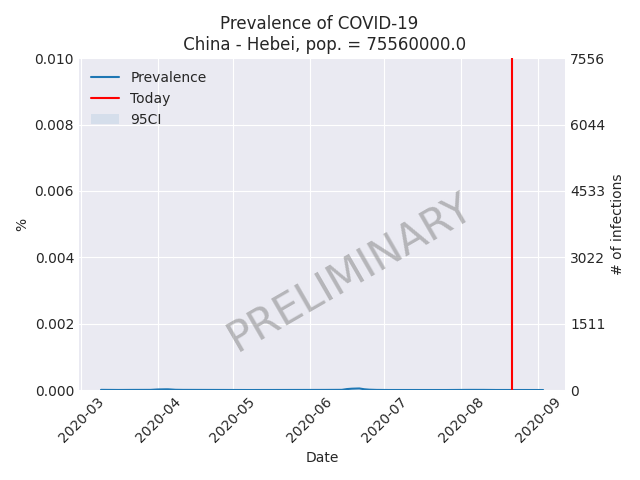 Prevalence of COVID-19
China - Hebei, pop. = 75560000.0
0.010
0.008
0.006
0.004
0.002
0.000
%
Prevalence
Today
95CI
PRELIMINARY
7556
6044
4533
3022
1511
0
# of infections
2020-03
2020-04
2020-05
2020-06
2020-07
2020-08
2020-09
Date